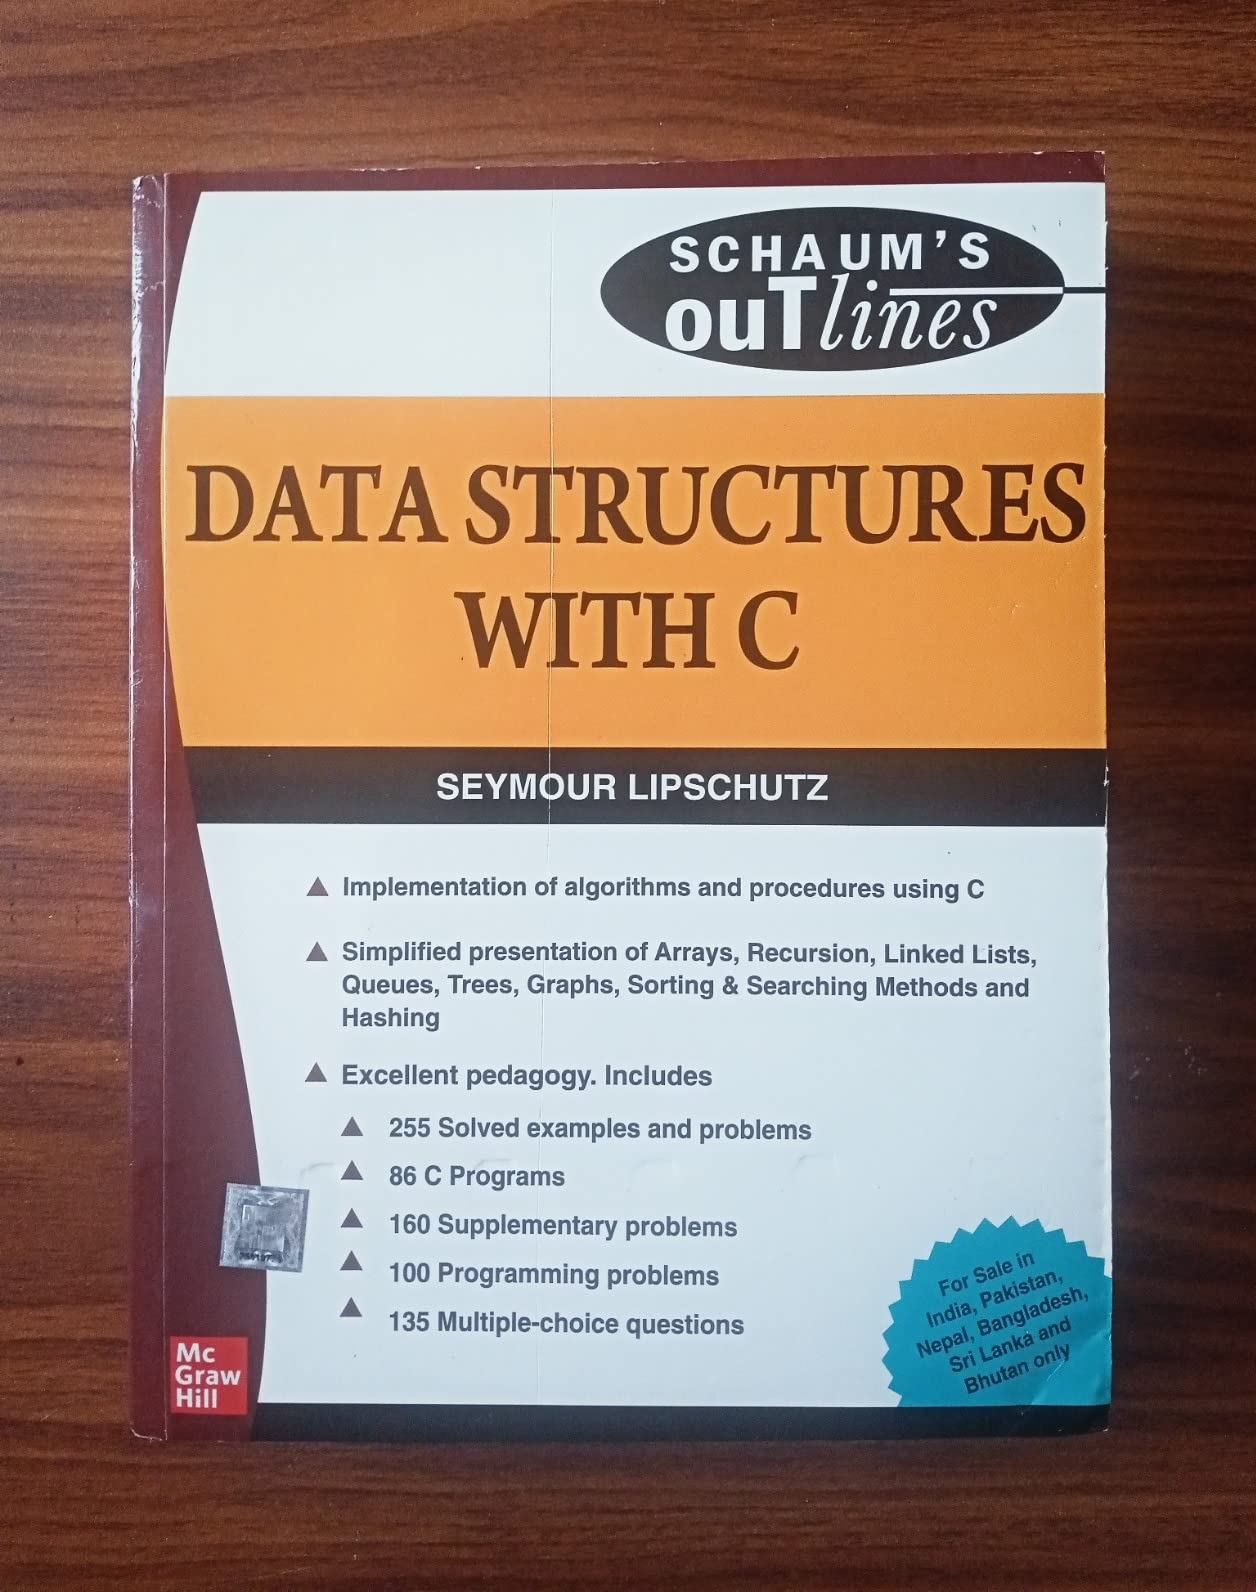 SCHAUM'S
ouTlines
DATA STRUCTURES
WITH C
SEYMOUR LIPSCHUTZ
Implementation of algorithms and procedures using C
Simplified presentation of Arrays, Recursion, Linked Lists,
Queues, Trees, Graphs, Sorting & Searching Methods and
Hashing
Excellent pedagogy. Includes
255 Solved examples and problems
86 C Programs
160 Supplementary problems
100 Programming problems
135 Multiple-choice questions
For Sale in
India, Pakistan,
Nepal, Bangladesh,
Sri Lanka and
Bhutan only
Mc
Graw
Hill